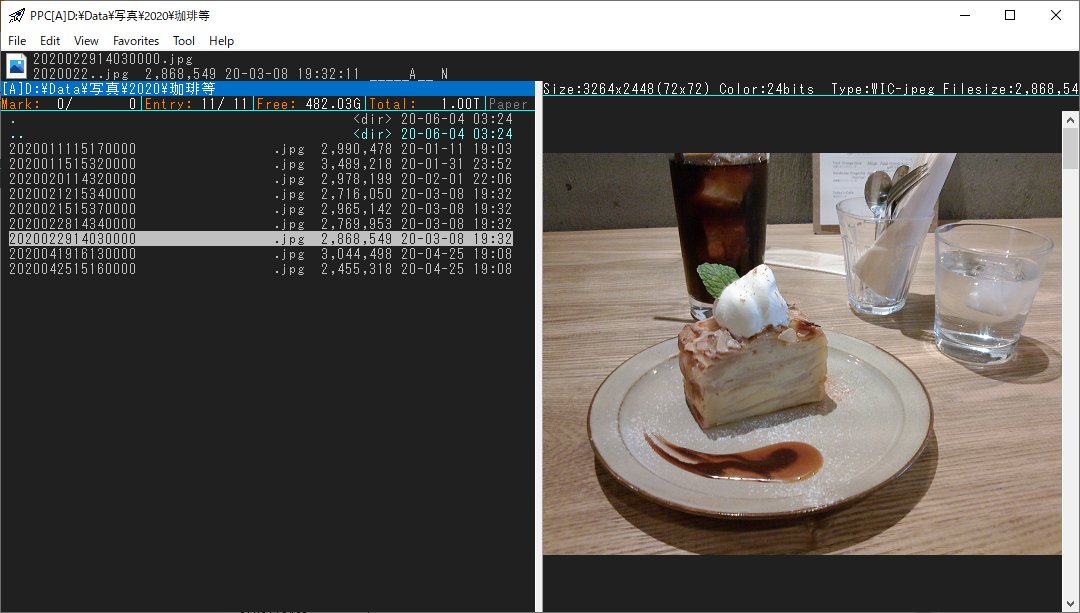 PPC[A]D:¥Data¥写真¥2020¥珈琲等
File Edit View Favorites Tool Help
2020022914030000.jpg
2020022..jpg 2,868,549 20-03-08 19:32:11 _____A__ N
[A]D:¥Data¥写真¥2020¥珈琲等
Mark: 0/ 0|Entry: 11/ 11|Free: 482.03G|Total: 1.00T|Paper
. <dir> 20-06-04 03:24
.. <dir> 20-06-04 03:24
2020011115170000 .jpg 2,990,478 20-01-11 19:03
2020011515320000 .jpg 3,489,218 20-01-31 23:52
2020020114320000 .jpg 2,978,199 20-02-01 22:06
2020021215340000 .jpg 2,716,050 20-03-08 19:32
2020021515370000 .jpg 2,965,142 20-03-08 19:32
2020022814340000 .jpg 2,769,953 20-03-08 19:32
2020022914030000 .jpg 2,868,549 20-03-08 19:32
2020041916130000 .jpg 3,044,498 20-04-25 19:08
2020042515160000 .jpg 2,455,318 20-04-25 19:08
Size:3264x2448(72x72) Color:24bits Type:WIC-jpeg Filesize:2,868,54